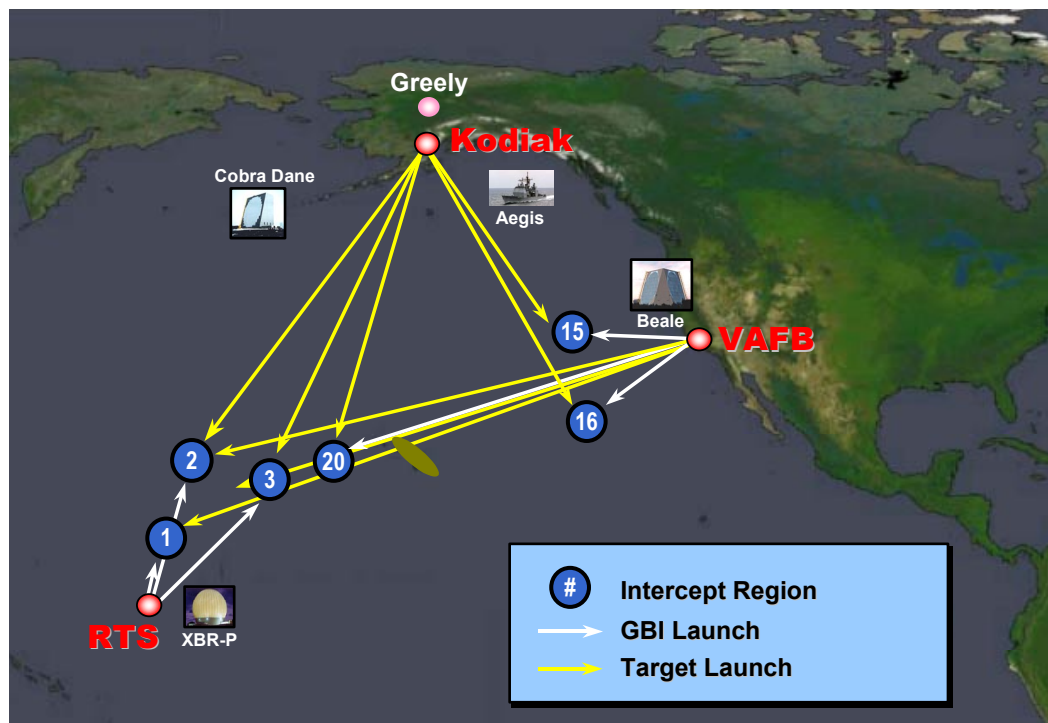 Greely
Kodiak
Cobra Dane
Aegis
Beale
15
VAFB
16
2
20
3
1
RTS
XBR-P
# Intercept Region
GBI Launch
Target Launch